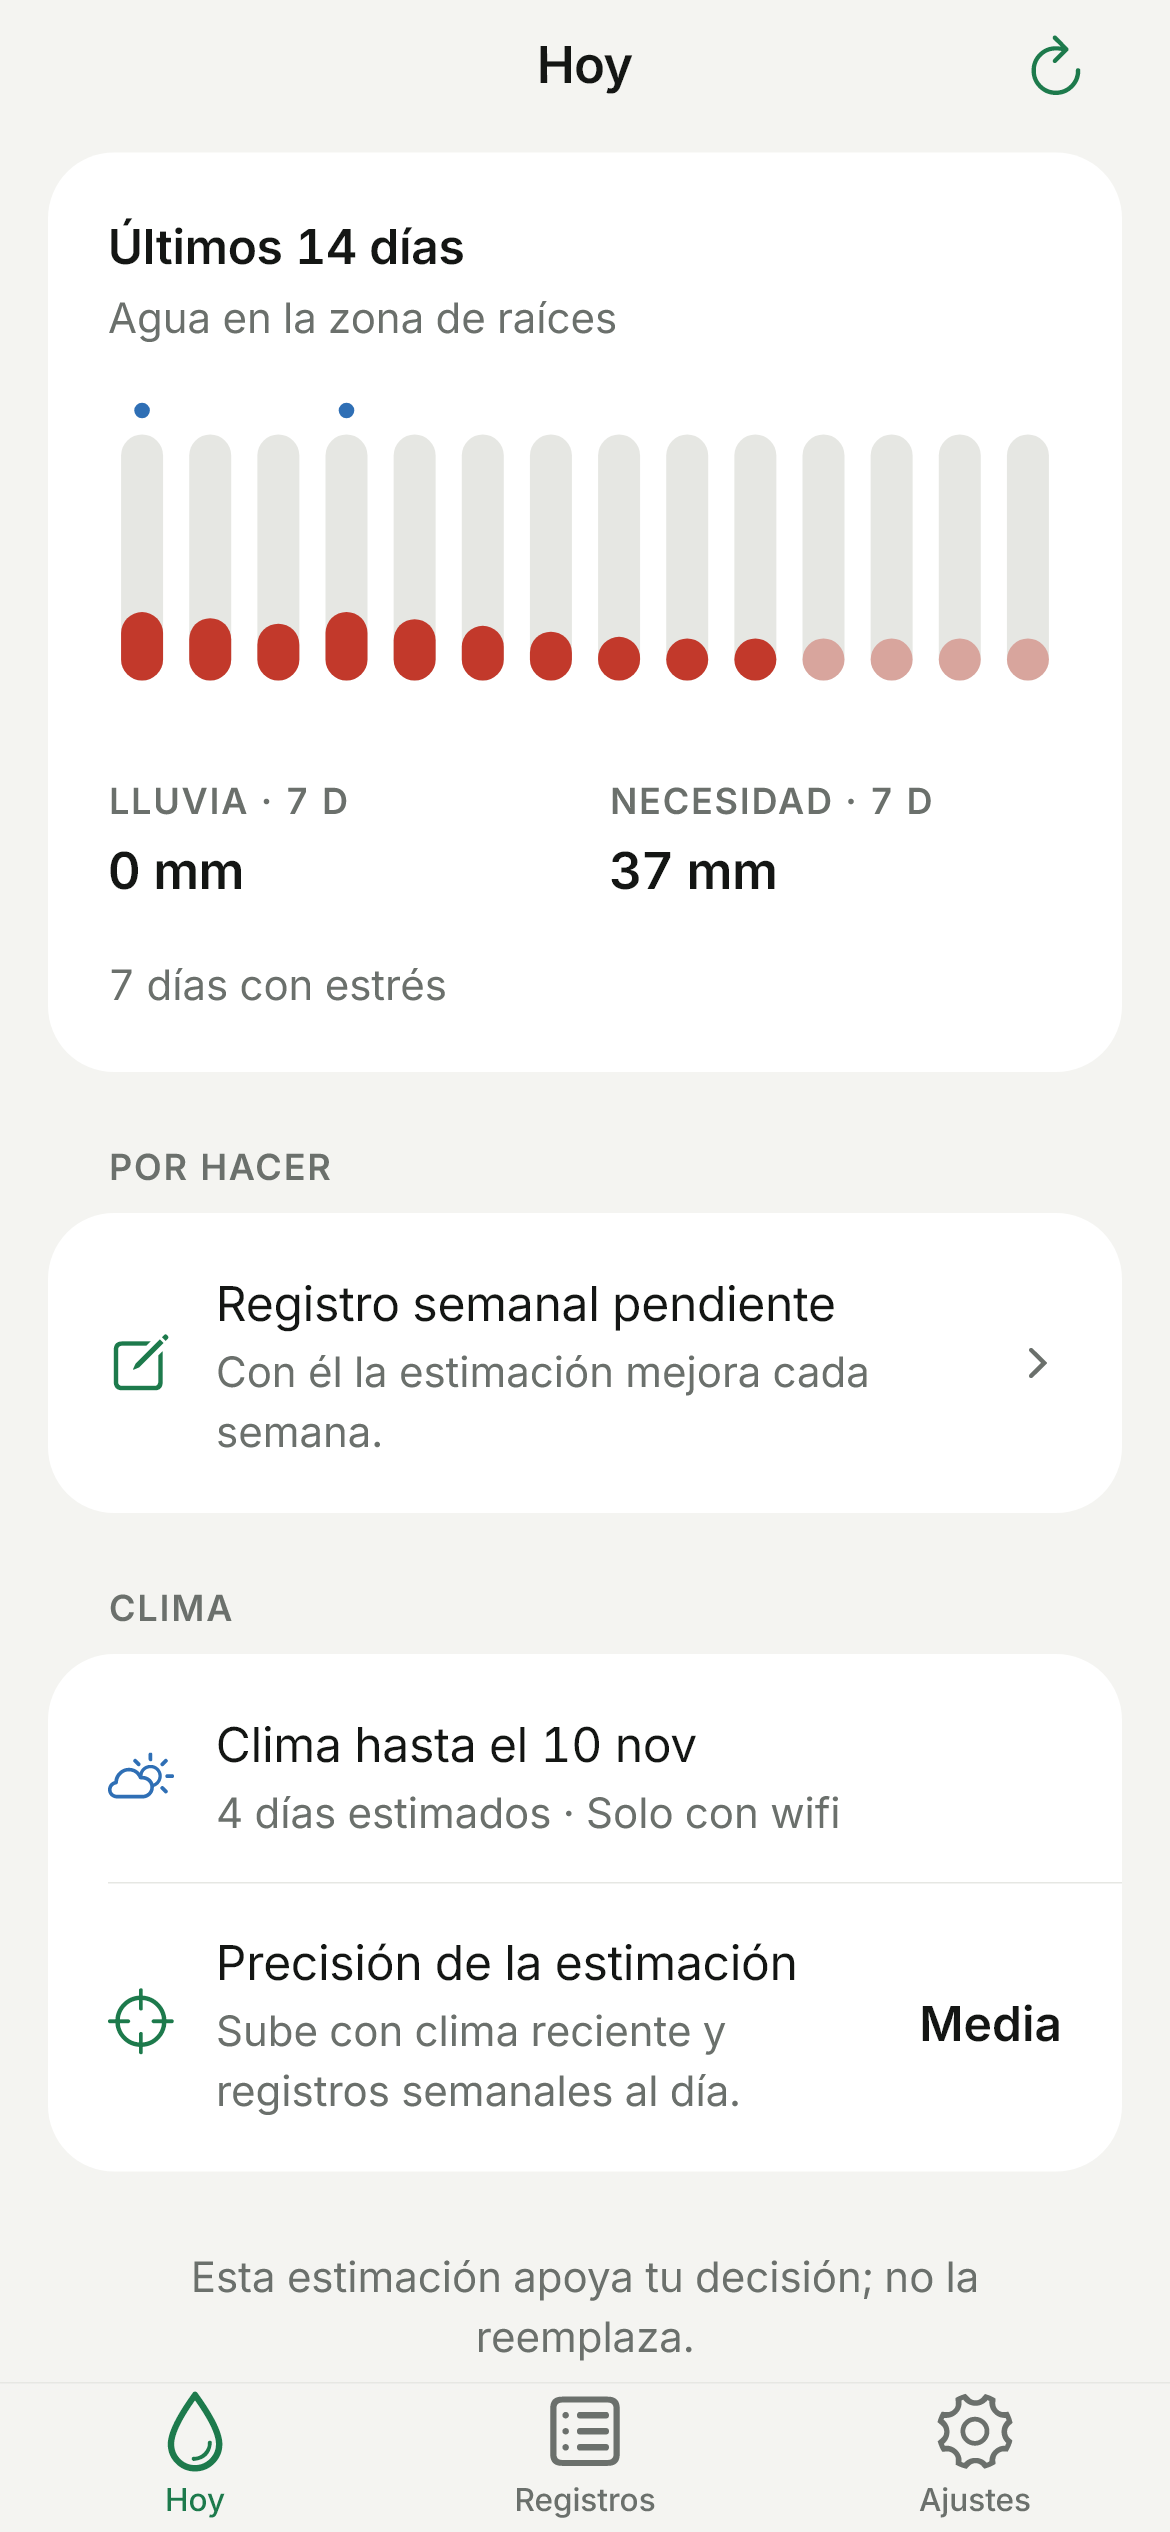 Hoy
Últimos 14 días
Agua en la zona de raíces
LLUVIA · 7 D
NECESIDAD · 7 D
0 mm
37 mm
7 días con estrés
POR HACER
Registro semanal pendiente
Con él la estimación mejora cada
semana.
CLIMA
Clima hasta el 10 nov
4 días estimados · Solo con wifi
Precisión de la estimación
Sube con clima reciente y
registros semanales al día.
Media
Esta estimación apoya tu decisión; no la
reemplaza.
Hoy
Registros
Ajustes